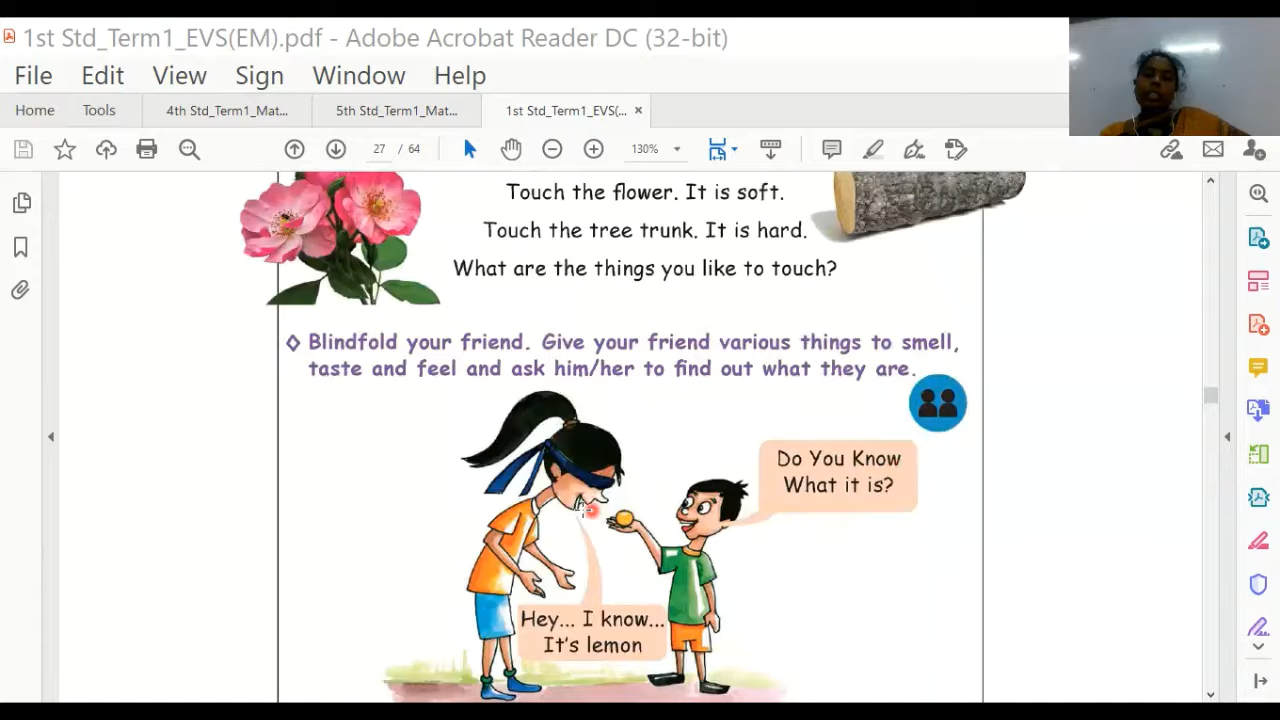 1st Std_Term1_EVS(EM).pdf - Adobe Acrobat Reader DC (32-bit)
File Edit View Sign Window Help
Home Tools 4th Std_Term1_Mat... 5th Std_Term1_Mat... 1st Std_Term1_EVS(... ×
27 / 64 130%
Touch the flower. It is soft.
Touch the tree trunk. It is hard.
What are the things you like to touch?
Blindfold your friend. Give your friend various things to smell,
taste and feel and ask him/her to find out what they are.
Do You Know
What it is?
Hey... I know...
It's lemon